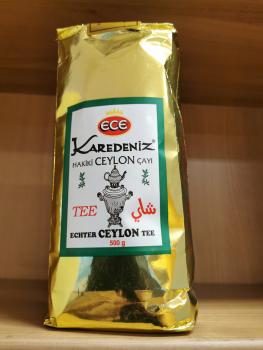 ECE
KAREDENiZ®
HAKİKİ CEYLON ÇAYI
TEE شاي
ECHTER CEYLON TEE
500 g